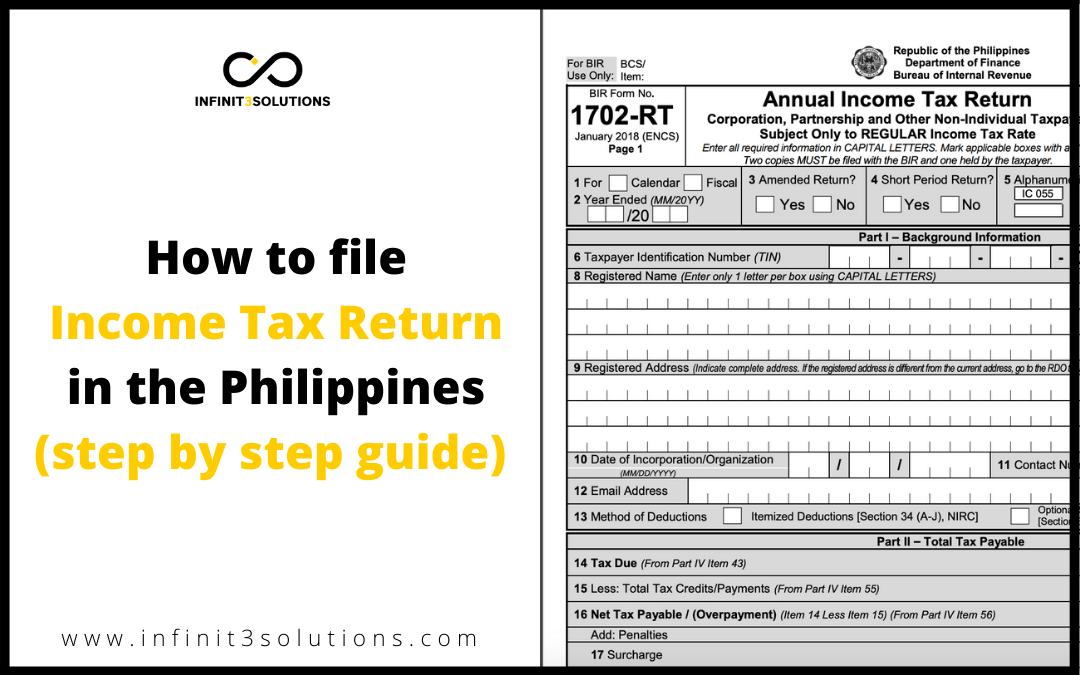 INFINIT3SOLUTIONS
How to file
Income Tax Return
in the Philippines
(step by step guide)
www.infinit3solutions.com
For BIR
Use Only:
BCS/
Item:
Republic of the Philippines
Department of Finance
Bureau of Internal Revenue
BIR Form No.
1702-RT
January 2018 (ENCS)
Page 1
Annual Income Tax Return
Corporation, Partnership and Other Non-Individual Taxpa
Subject Only to REGULAR Income Tax Rate
Enter all required information in CAPITAL LETTERS. Mark applicable boxes with a
Two copies MUST be filed with the BIR and one held by the taxpayer.
1 For Calendar Fiscal
2 Year Ended (MM/20YY)
/20
3 Amended Return?
Yes No
4 Short Period Return?
Yes No
5 Alphanum
IC 055
Part I – Background Information
6 Taxpayer Identification Number (TIN) - - -
8 Registered Name (Enter only 1 letter per box using CAPITAL LETTERS)
9 Registered Address (Indicate complete address. If the registered address is different from the current address, go to the RDO
10 Date of Incorporation/Organization
(MM/DD/YYYY)
/ /
11 Contact Nu
12 Email Address
13 Method of Deductions Itemized Deductions [Section 34 (A-J), NIRC]
Optiona
[Section
Part II – Total Tax Payable
14 Tax Due (From Part IV Item 43)
15 Less: Total Tax Credits/Payments (From Part IV Item 55)
16 Net Tax Payable / (Overpayment) (Item 14 Less Item 15) (From Part IV Item 56)
Add: Penalties
17 Surcharge